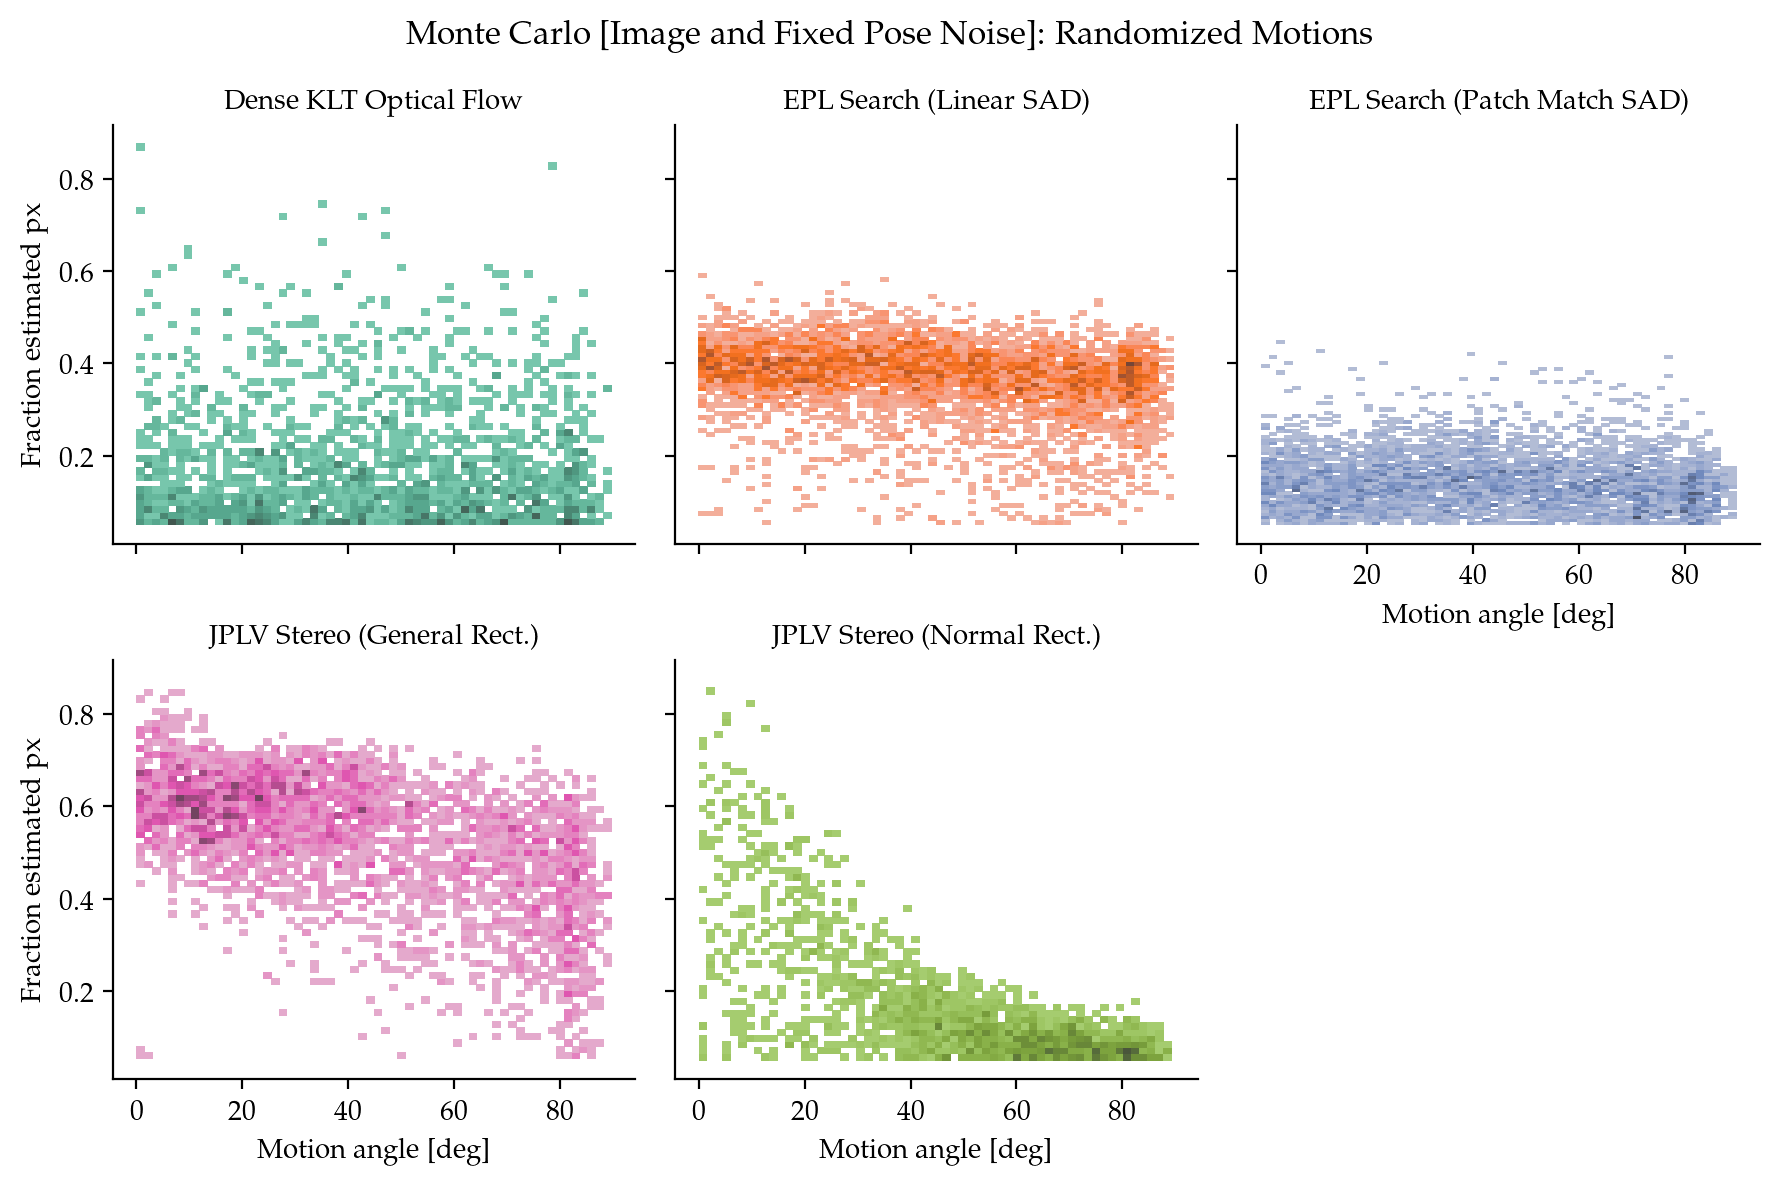 Monte Carlo [Image and Fixed Pose Noise]: Randomized Motions
Dense KLT Optical Flow
EPL Search (Linear SAD)
EPL Search (Patch Match SAD)
Fraction estimated px
0.8
0.6
0.4
0.2
0 20 40 60 80
Motion angle [deg]
JPLV Stereo (General Rect.)
JPLV Stereo (Normal Rect.)
Fraction estimated px
0.8
0.6
0.4
0.2
0 20 40 60 80
0 20 40 60 80
Motion angle [deg]
Motion angle [deg]